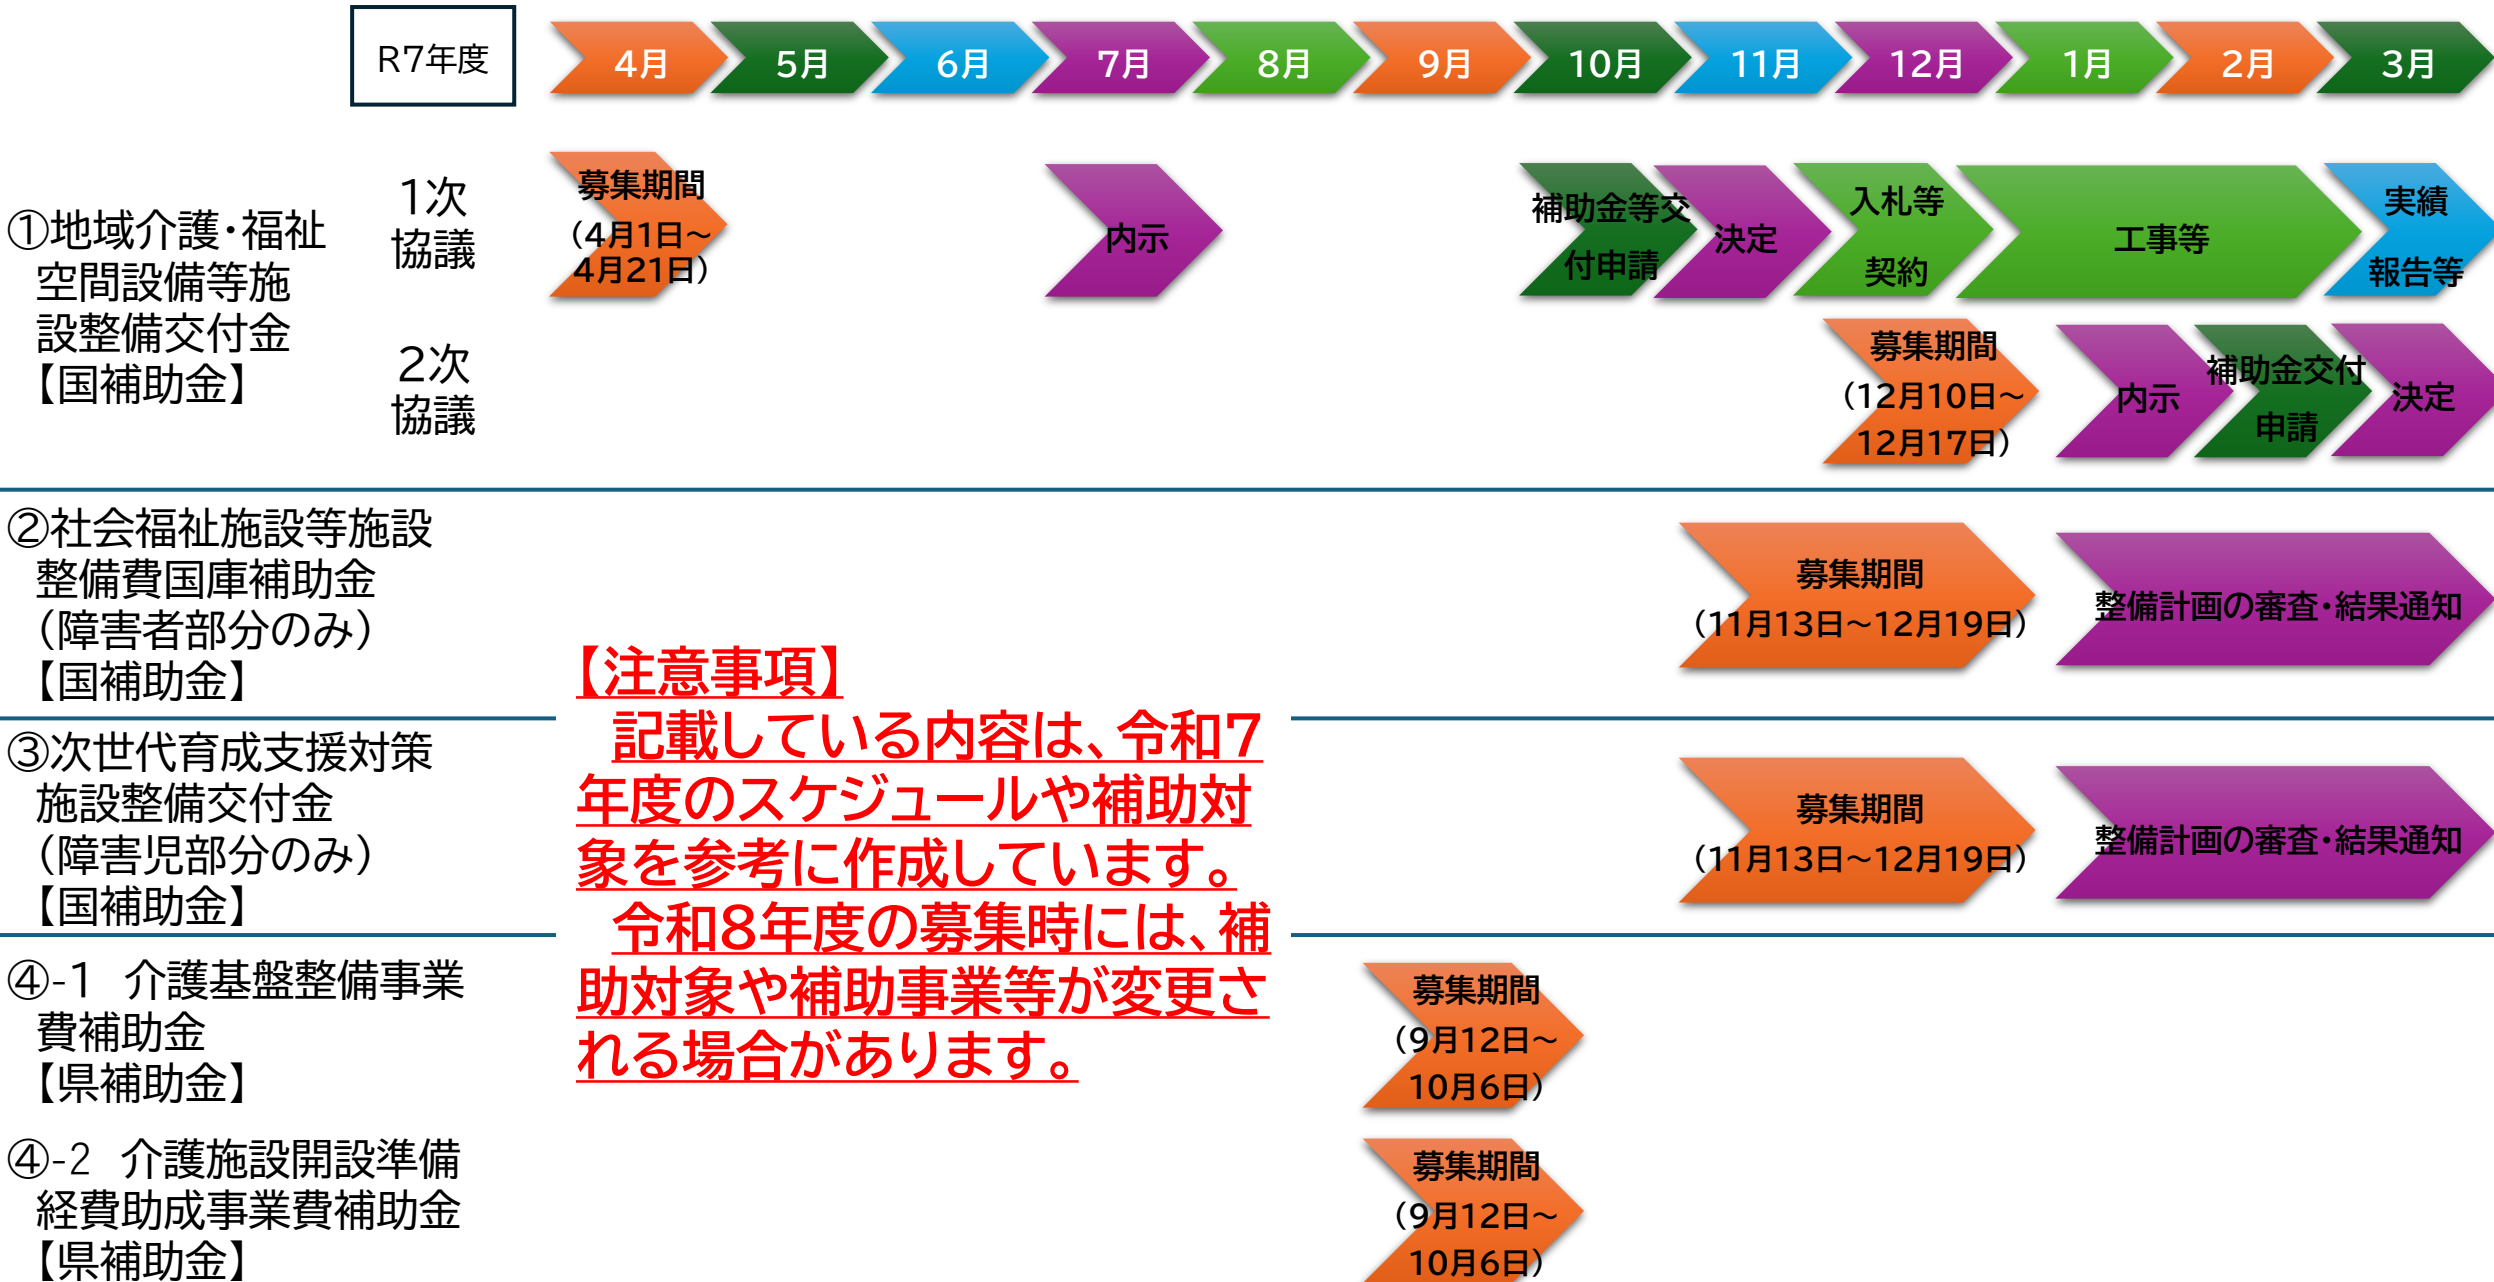 R7年度
4月
5月
6月
7月
8月
9月
10月
11月
12月
1月
2月
3月
①地域介護・福祉
空間設備等施
設整備交付金
【国補助金】
1次
協議
募集期間
（4月1日～
4月21日）
内示
補助金等交
付申請
決定
入札等
契約
工事等
実績
報告等
2次
協議
募集期間
（12月10日～
12月17日）
内示
補助金交付
申請
決定
②社会福祉施設等施設
整備費国庫補助金
（障害者部分のみ）
【国補助金】
募集期間
（11月13日～12月19日）
整備計画の審査・結果通知
③次世代育成支援対策
施設整備交付金
（障害児部分のみ）
【国補助金】
募集期間
（11月13日～12月19日）
整備計画の審査・結果通知
【注意事項】
記載している内容は、令和7
年度のスケジュールや補助対
象を参考に作成しています。
令和8年度の募集時には、補
助対象や補助事業等が変更さ
れる場合があります。
④-1　介護基盤整備事業
費補助金
【県補助金】
募集期間
（9月12日～
10月6日）
④-2　介護施設開設準備
経費助成事業費補助金
【県補助金】
募集期間
（9月12日～
10月6日）